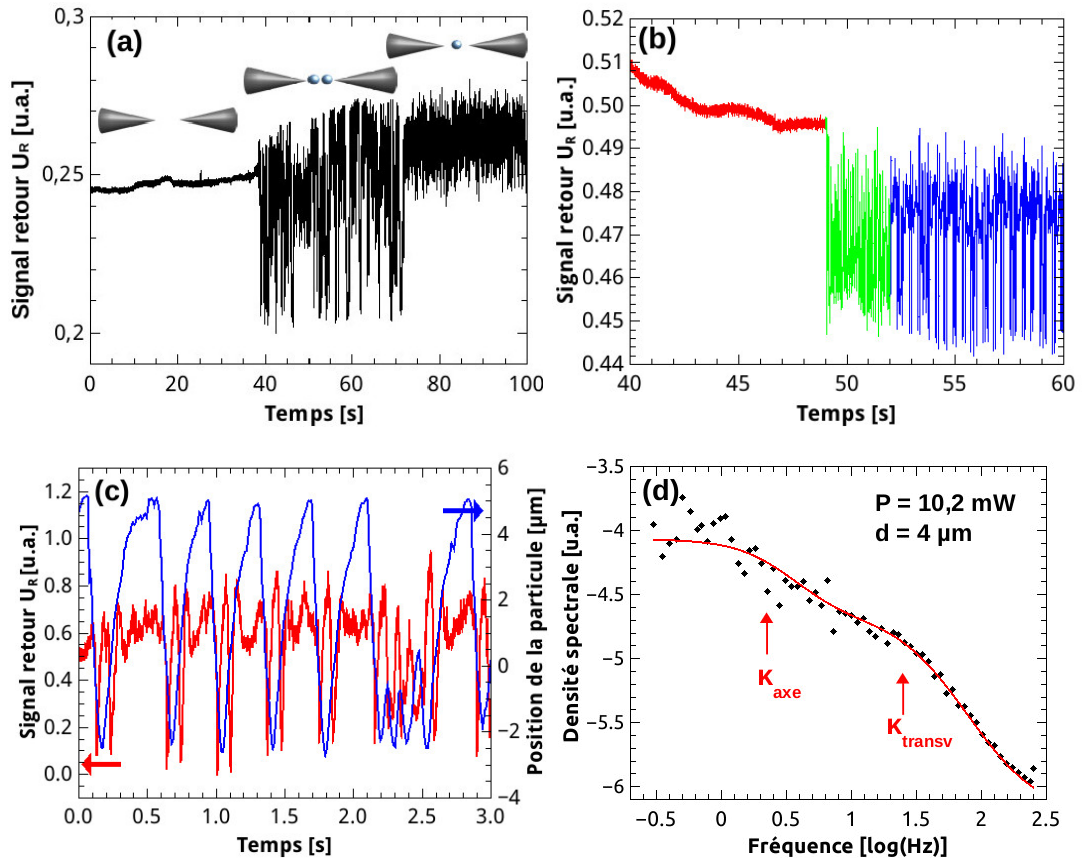 (a)
0,3
0,25
0,2
Signal retour UR [u.a.]
0 20 40 60 80 100
Temps [s]
(b)
0.52
0.51
0.50
0.49
0.48
0.47
0.46
0.45
0.44
Signal retour UR [u.a.]
40 45 50 55 60
Temps [s]
(c)
1.2
1.0
0.8
0.6
0.4
0.2
0.0
Signal retour UR [u.a.]
6
4
2
0
−2
−4
Position de la particule [µm]
0.0 0.5 1.0 1.5 2.0 2.5 3.0
Temps [s]
(d)
P = 10,2 mW
d = 4 µm
−3.5
−4
−4.5
−5
−5.5
−6
Densité spectrale [u.a.]
Kaxe
Ktransv
−0.5 0 0.5 1 1.5 2 2.5
Fréquence [log(Hz)]